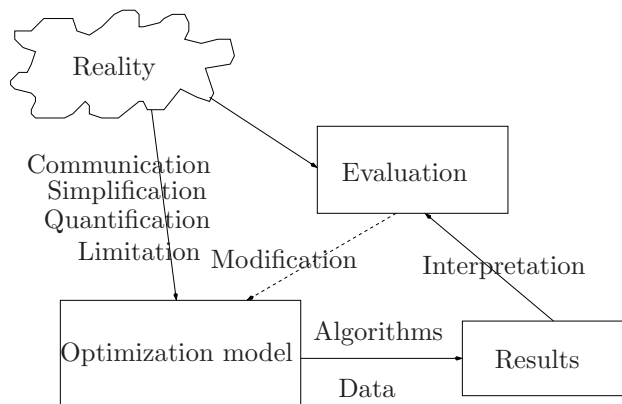 Reality
Communication
Simplification
Quantification
Limitation
Evaluation
Modification
Interpretation
Optimization model
Algorithms
Data
Results